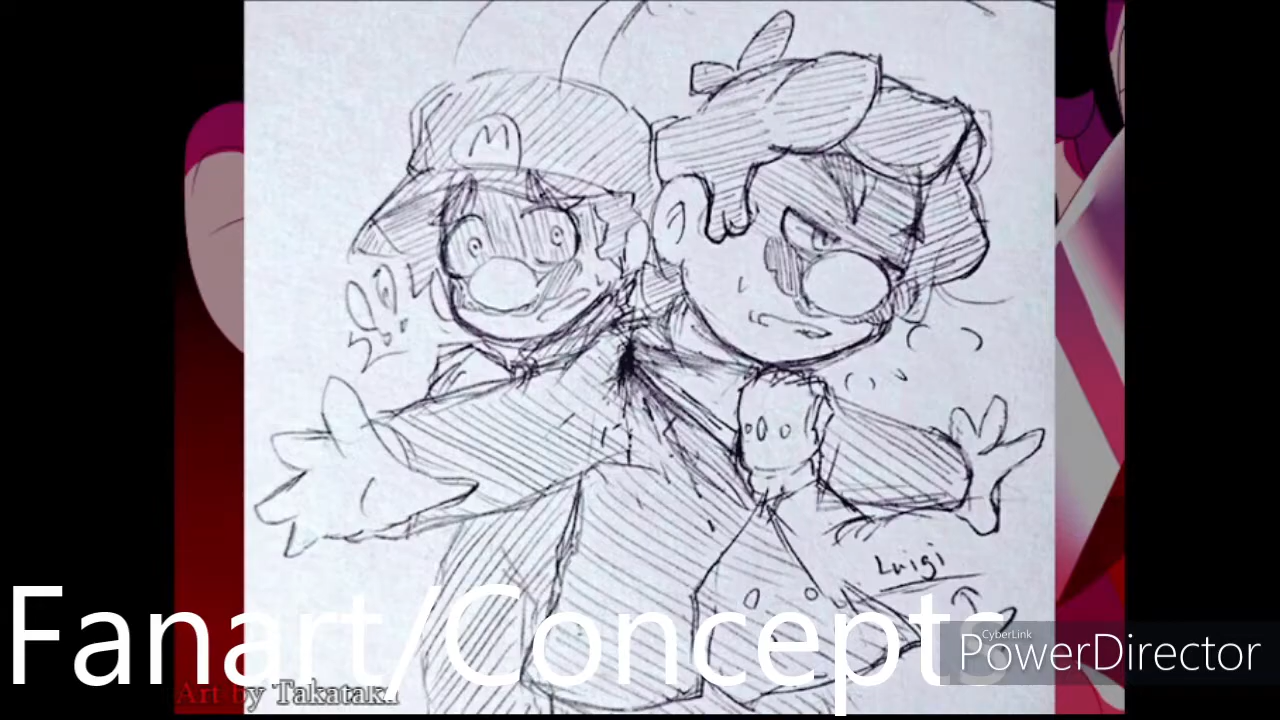 M
Luigi
Fanart/Concepts
CyberLink
PowerDirector
Art by Takataka